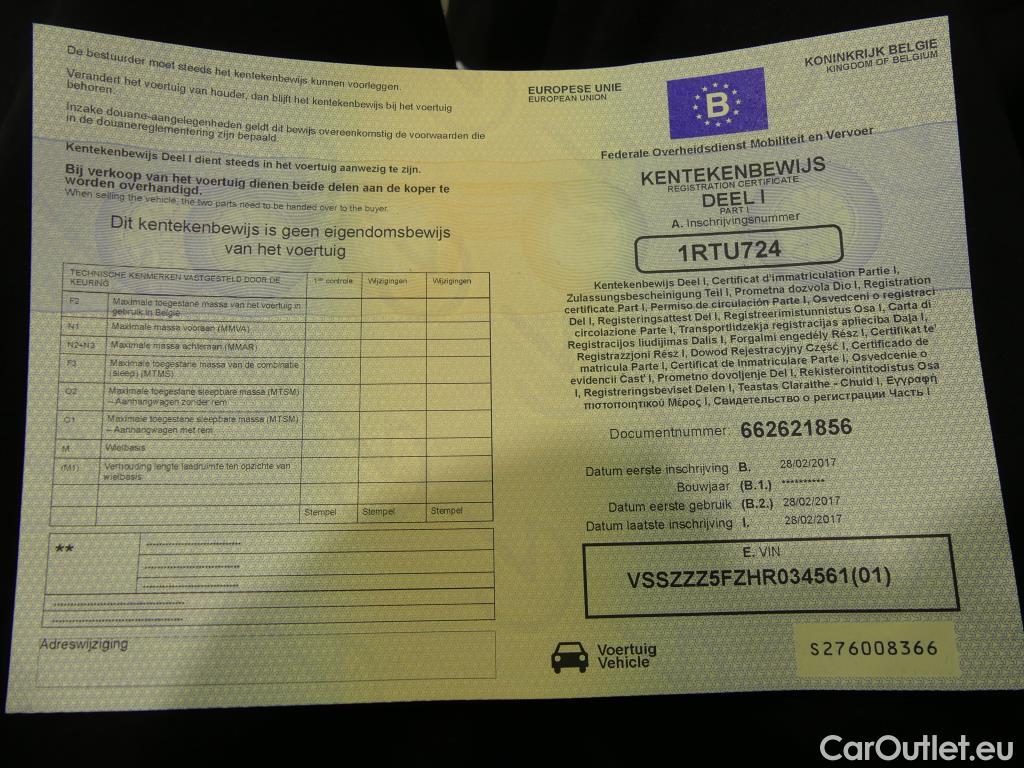 De bestuurder moet steeds het kentekenbewijs kunnen voorleggen.
Verandert het voertuig van houder, dan blijft het kentekenbewijs bij het voertuig
behoren.
Inzake douane-aangelegenheden geldt dit bewijs overeenkomstig de voorwaarden die
in de douanereglementering zijn bepaald.
Kentekenbewijs Deel I dient steeds in het voertuig aanwezig te zijn.
Bij verkoop van het voertuig dienen beide delen aan de koper te
worden overhandigd.
When selling the vehicle, the two parts need to be handed over to the buyer.
Dit kentekenbewijs is geen eigendomsbewijs
van het voertuig
TECHNISCHE KENMERKEN VASTGESTELD DOOR DE
KEURING
1ste controle
Wijzigingen
Wijzigingen
F2 Maximale toegestane massa van het voertuig in
gebruik in België
N1 Maximale massa vooraan (MMVA)
N2+N3 Maximale massa achteraan (MMAR)
F3 Maximale toegestane massa van de combinatie
(sleep) (MTMS)
O2 Maximale toegestane sleepbare massa (MTSM)
– Aanhangwagen zonder rem
O1 Maximale toegestane sleepbare massa (MTSM)
– Aanhangwagen met rem
M Wielbasis
(M1) Verhouding lengte laadruimte ten opzichte van
wielbasis
Stempel Stempel Stempel
**
Adreswijziging
EUROPESE UNIE
EUROPEAN UNION
B
KONINKRIJK BELGIE
KINGDOM OF BELGIUM
Federale Overheidsdienst Mobiliteit en Vervoer
KENTEKENBEWIJS
REGISTRATION CERTIFICATE
DEEL I
PART I
A. Inschrijvingsnummer
1RTU724
Kentekenbewijs Deel I, Certificat d'immatriculation Partie I,
Zulassungsbescheinigung Teil I, Prometna dozvola Dio I, Registration
certificate Part I, Permiso de circulación Parte I, Osvedceni o registraci
Del I, Registeringsattest Del I, Registreerimistunnistus Osa I, Carta di
circolazione Parte I, Transportlidzekja registracijas apliecība Daļa I,
Registracijos liudijimas Dalis I, Forgalmi engedély Rész I, Certifikat te'
Registrazzjoni Rész I, Dowod Rejestracyjny Część I, Certificado de
matricula Parte I, Certificat de Inmatriculare Parte I, Osvedcenie o
evidencii Čast' I, Prometno dovoljenje Del I, Rekisterointitodistus Osa
I, Registreringsbeviset Delen I, Teastas Claraithe - Chuid I, Εγγραφή
πιστοποιητικού Μέρος I, Свидетельство о регистрации Часть I
Documentnummer. 662621856
Datum eerste inschrijving B. 28/02/2017
Bouwjaar (B.1.) **********
Datum eerste gebruik (B.2.) 28/02/2017
Datum laatste inschrijving I. 28/02/2017
E. VIN
VSSZZZ5FZHR034561(01)
Voertuig
Vehicle
S276008366
CarOutlet.eu